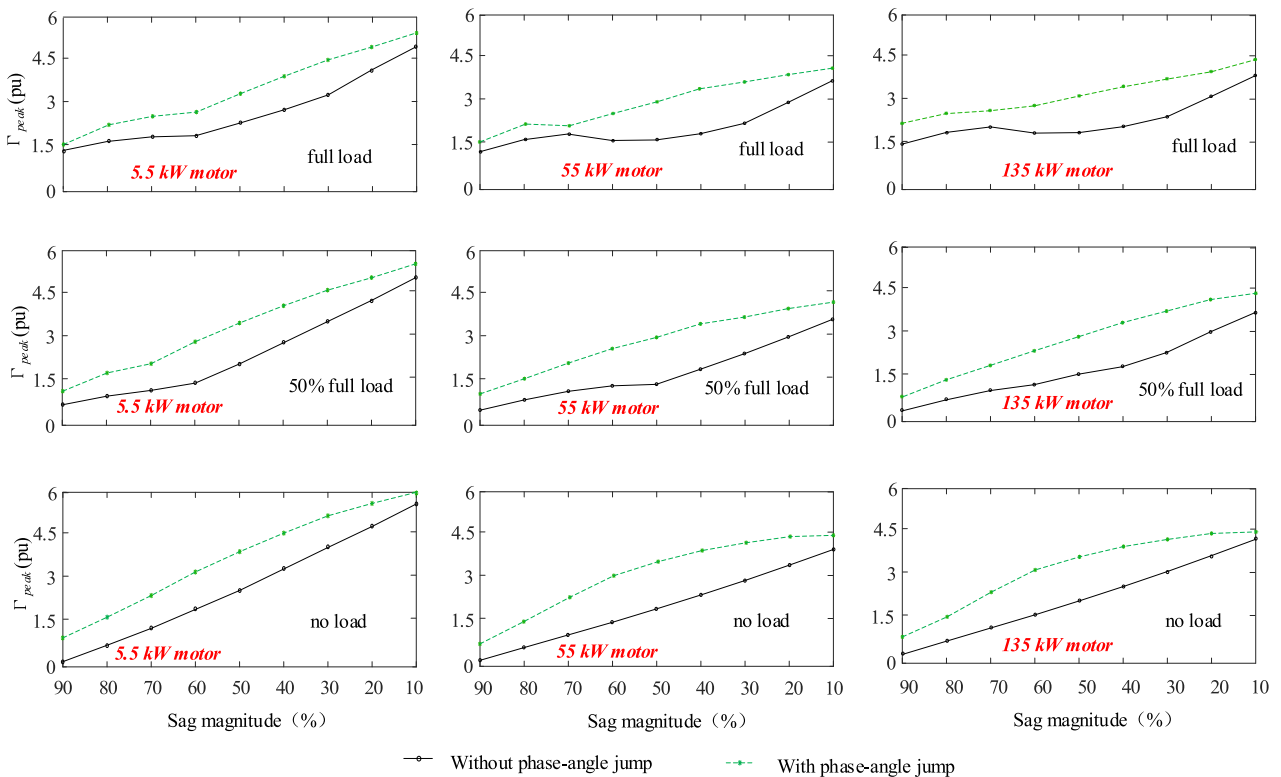 6 6 6
4.5 4.5 4.5
Γpeak (pu) 3 3 3
1.5 1.5 1.5
full load full load full load
0 5.5 kW motor 0 55 kW motor 0 135 kW motor
6 6 6
4.5 4.5 4.5
Γpeak (pu) 3 3 3
1.5 1.5 1.5
50% full load 50% full load 50% full load
5.5 kW motor 55 kW motor 135 kW motor
0 0 0
6 6 6
4.5 4.5 4.5
Γpeak (pu) 3 3 3
1.5 1.5 1.5
no load no load no load
5.5 kW motor 55 kW motor 135 kW motor
0 0 0
90 80 70 60 50 40 30 20 10 90 80 70 60 50 40 30 20 10 90 80 70 60 50 40 30 20 10
Sag magnitude（%） Sag magnitude（%） Sag magnitude（%）
Without phase-angle jump With phase-angle jump